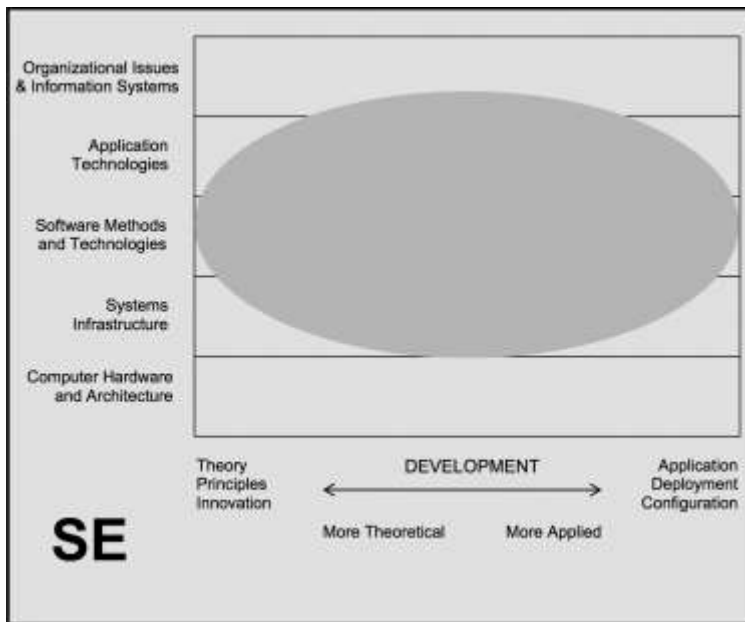 Organizational Issues
& Information Systems
Application
Technologies
Software Methods
and Technologies
Systems
Infrastructure
Computer Hardware
and Architecture
Theory
Principles
Innovation
DEVELOPMENT
Application
Deployment
Configuration
More Theoretical
More Applied
SE